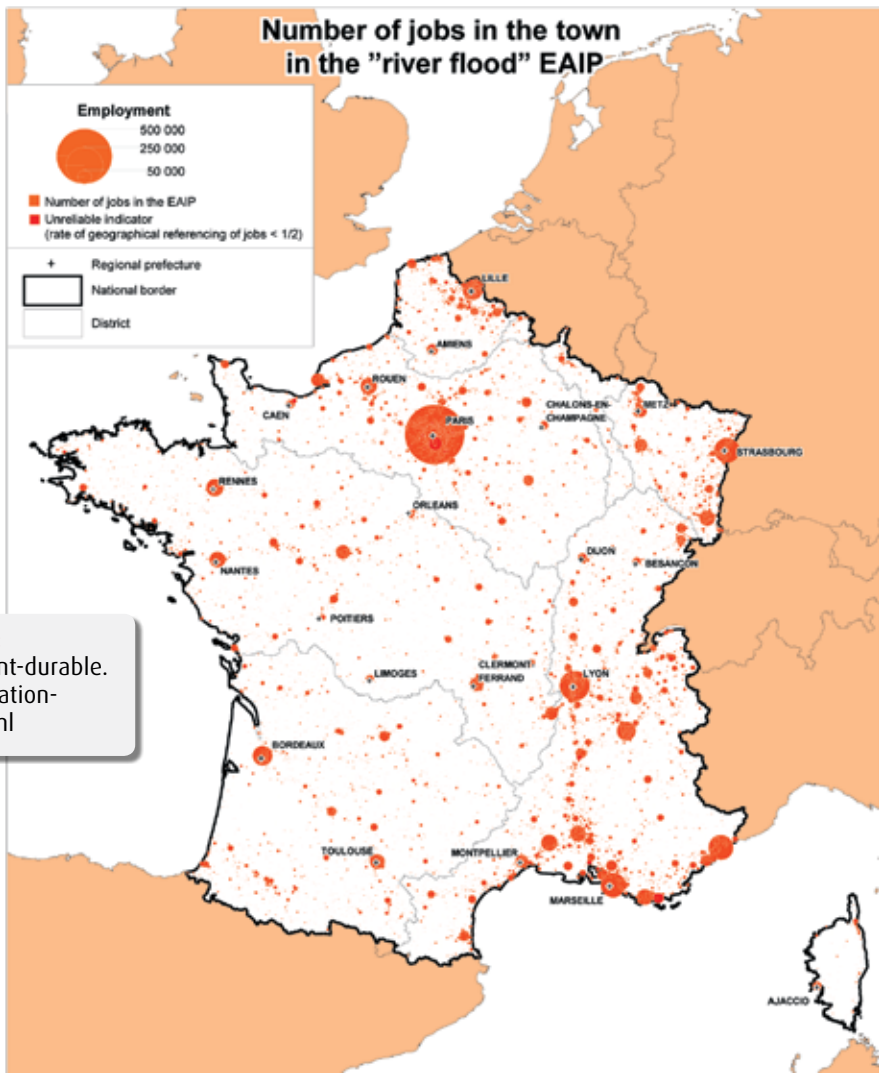 Number of jobs in the town
in the "river flood" EAIP
Employment
500 000
250 000
50 000
Number of jobs in the EAIP
Unreliable indicator
(rate of geographical referencing of jobs < 1/2)
Regional prefecture
National border
District
LILLE
AMIENS
ROUEN
CAEN
PARIS
CHALONS-EN-
CHAMPAGNE
METZ
STRASBOURG
RENNES
ORLEANS
NANTES
DIJON
BESANCON
POITIERS
nt-durable.
ation-
nl
LIMOGES
CLERMONT
FERRAND
LYON
BORDEAUX
TOULOUSE
MONTPELLIER
MARSEILLE
AJACCIO